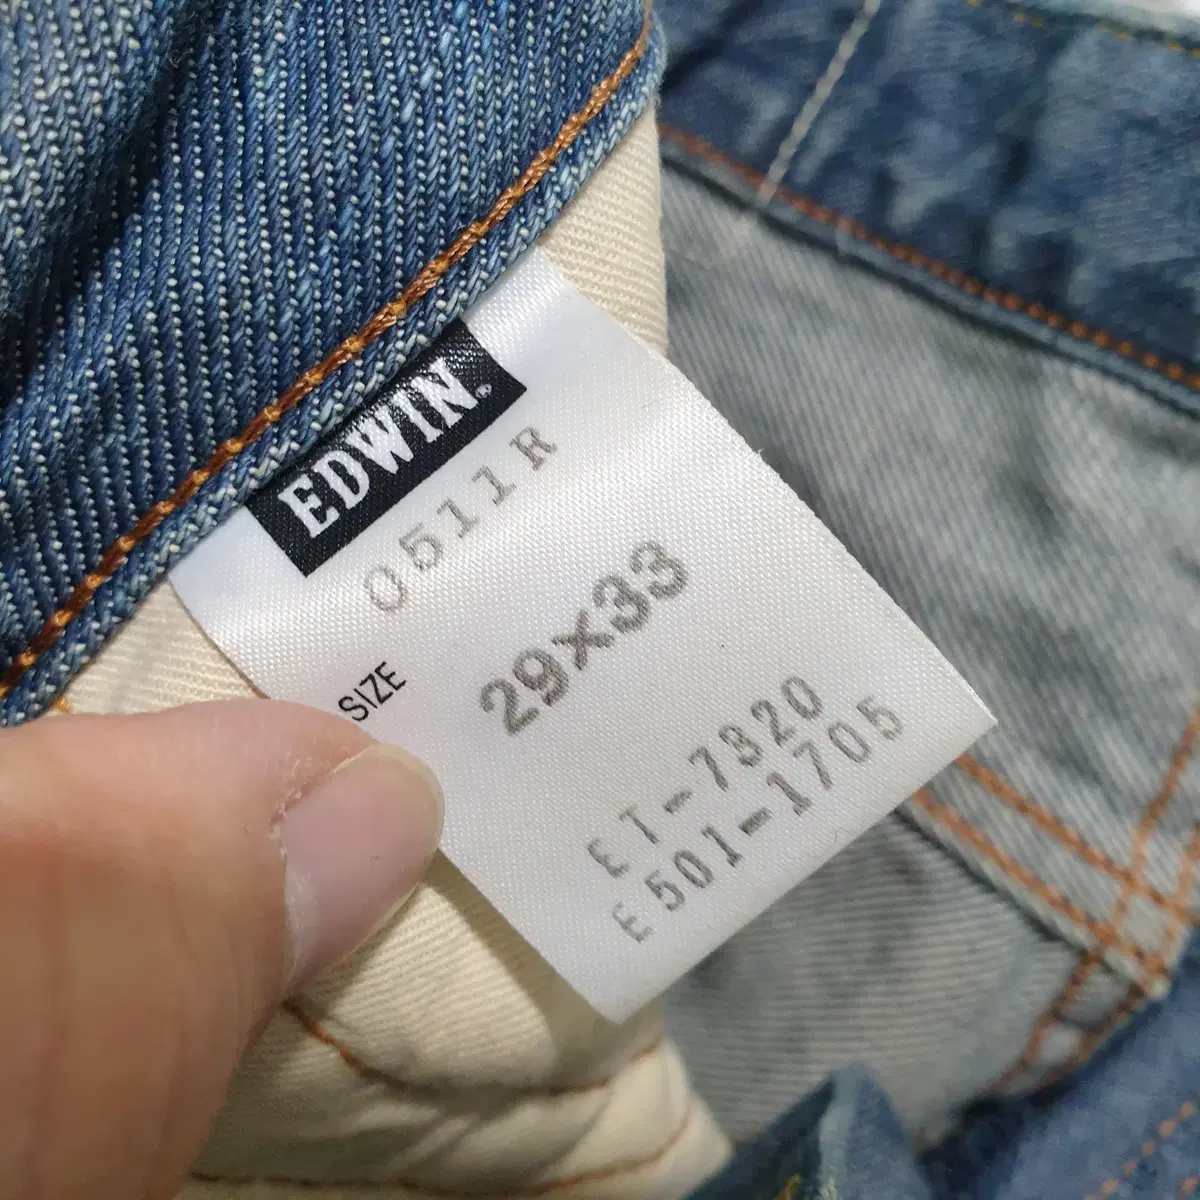 EDWIN®
0511R
SIZE 29×33
ET-7320
E501-1705